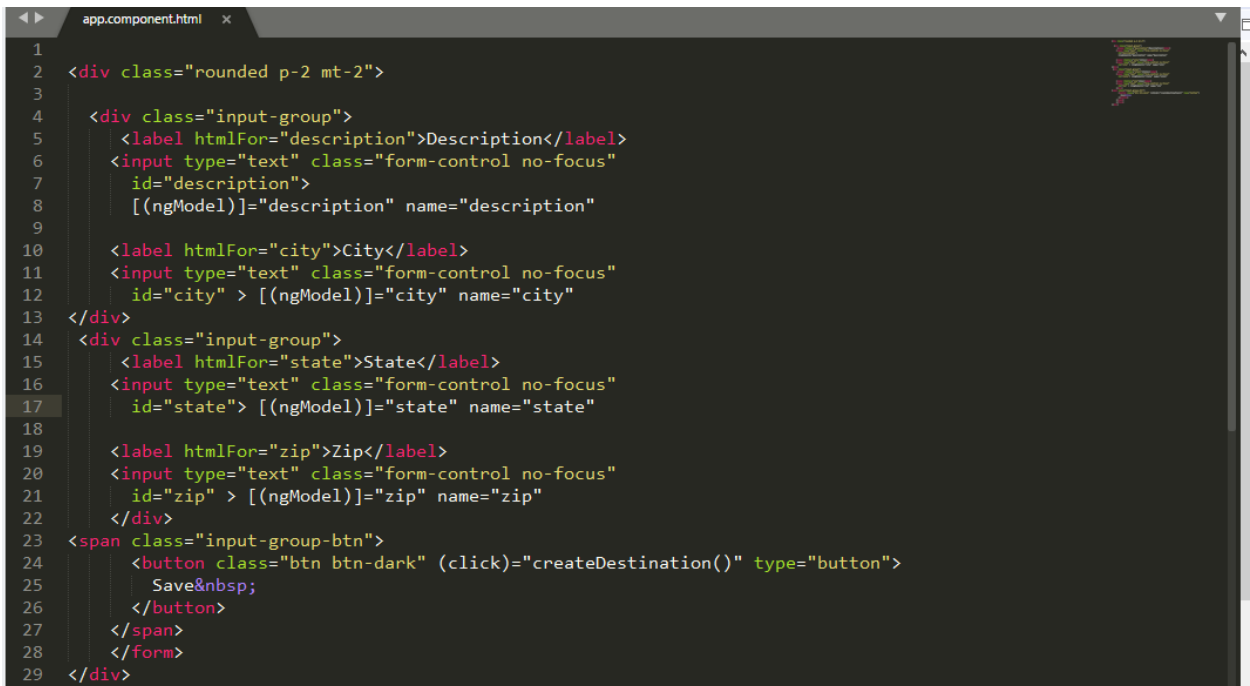 app.component.html ×
1
2 <div class="rounded p-2 mt-2">
3
4 <div class="input-group">
5 <label htmlFor="description">Description</label>
6 <input type="text" class="form-control no-focus"
7 id="description">
8 [(ngModel)]="description" name="description"
9
10 <label htmlFor="city">City</label>
11 <input type="text" class="form-control no-focus"
12 id="city" > [(ngModel)]="city" name="city"
13 </div>
14 <div class="input-group">
15 <label htmlFor="state">State</label>
16 <input type="text" class="form-control no-focus"
17 id="state"> [(ngModel)]="state" name="state"
18
19 <label htmlFor="zip">Zip</label>
20 <input type="text" class="form-control no-focus"
21 id="zip" > [(ngModel)]="zip" name="zip"
22 </div>
23 <span class="input-group-btn">
24 <button class="btn btn-dark" (click)="createDestination()" type="button">
25 Save&nbsp;
26 </button>
27 </span>
28 </form>
29 </div>